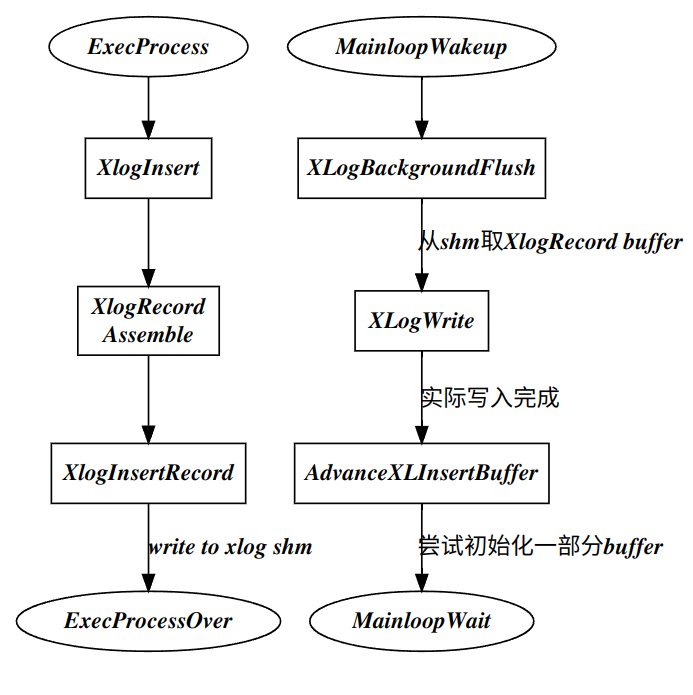 ExecProcess
XlogInsert
XlogRecord
Assemble
XlogInsertRecord
write to xlog shm
ExecProcessOver
MainloopWakeup
XLogBackgroundFlush
从shm取XlogRecord buffer
XLogWrite
实际写入完成
AdvanceXLInsertBuffer
尝试初始化一部分buffer
MainloopWait